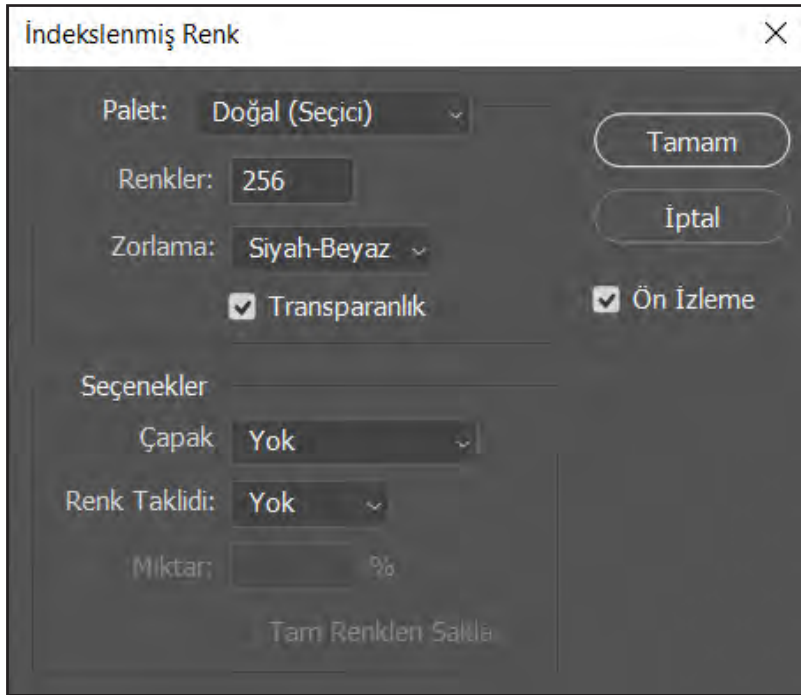 İndekslenmiş Renk
Palet: Doğal (Seçici)
Tamam
Renkler: 256
İptal
Zorlama: Siyah-Beyaz
Transparanlık
Ön İzleme
Seçenekler
Çapak Yok
Renk Taklidi: Yok
Miktar: %
Tam Renkleri Sakla